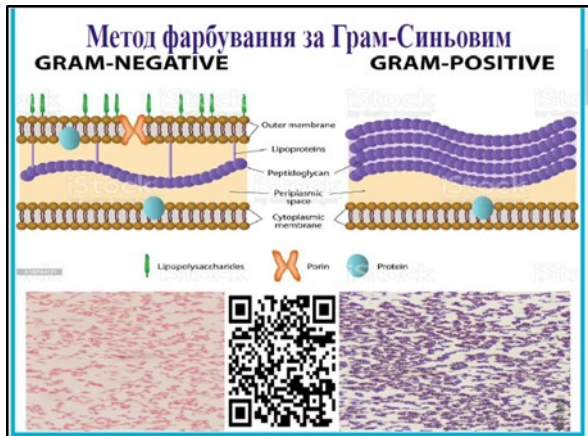 Метод фарбування за Грам-Синьовим
GRAM-NEGATIVE
GRAM-POSITIVE
Outer membrane
Lipoproteins
Peptidoglycan
Periplasmic
space
Cytoplasmic
membrane
Lipopolysaccharides
Porin
Protein
iStock